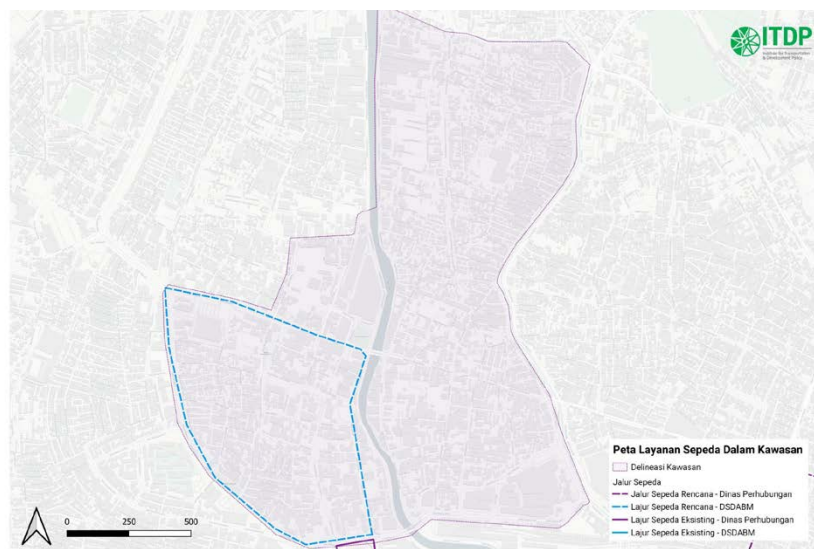 ITDP
Institute for Transportation
& Development Policy
Peta Layanan Sepeda Dalam Kawasan
Delineasi Kawasan
Jalur Sepeda
Jalur Sepeda Rencana - Dinas Perhubungan
Lajur Sepeda Rencana - DSDABM
Lajur Sepeda Eksisting - Dinas Perhubungan
Lajur Sepeda Eksisting - DSDABM
0 250 500